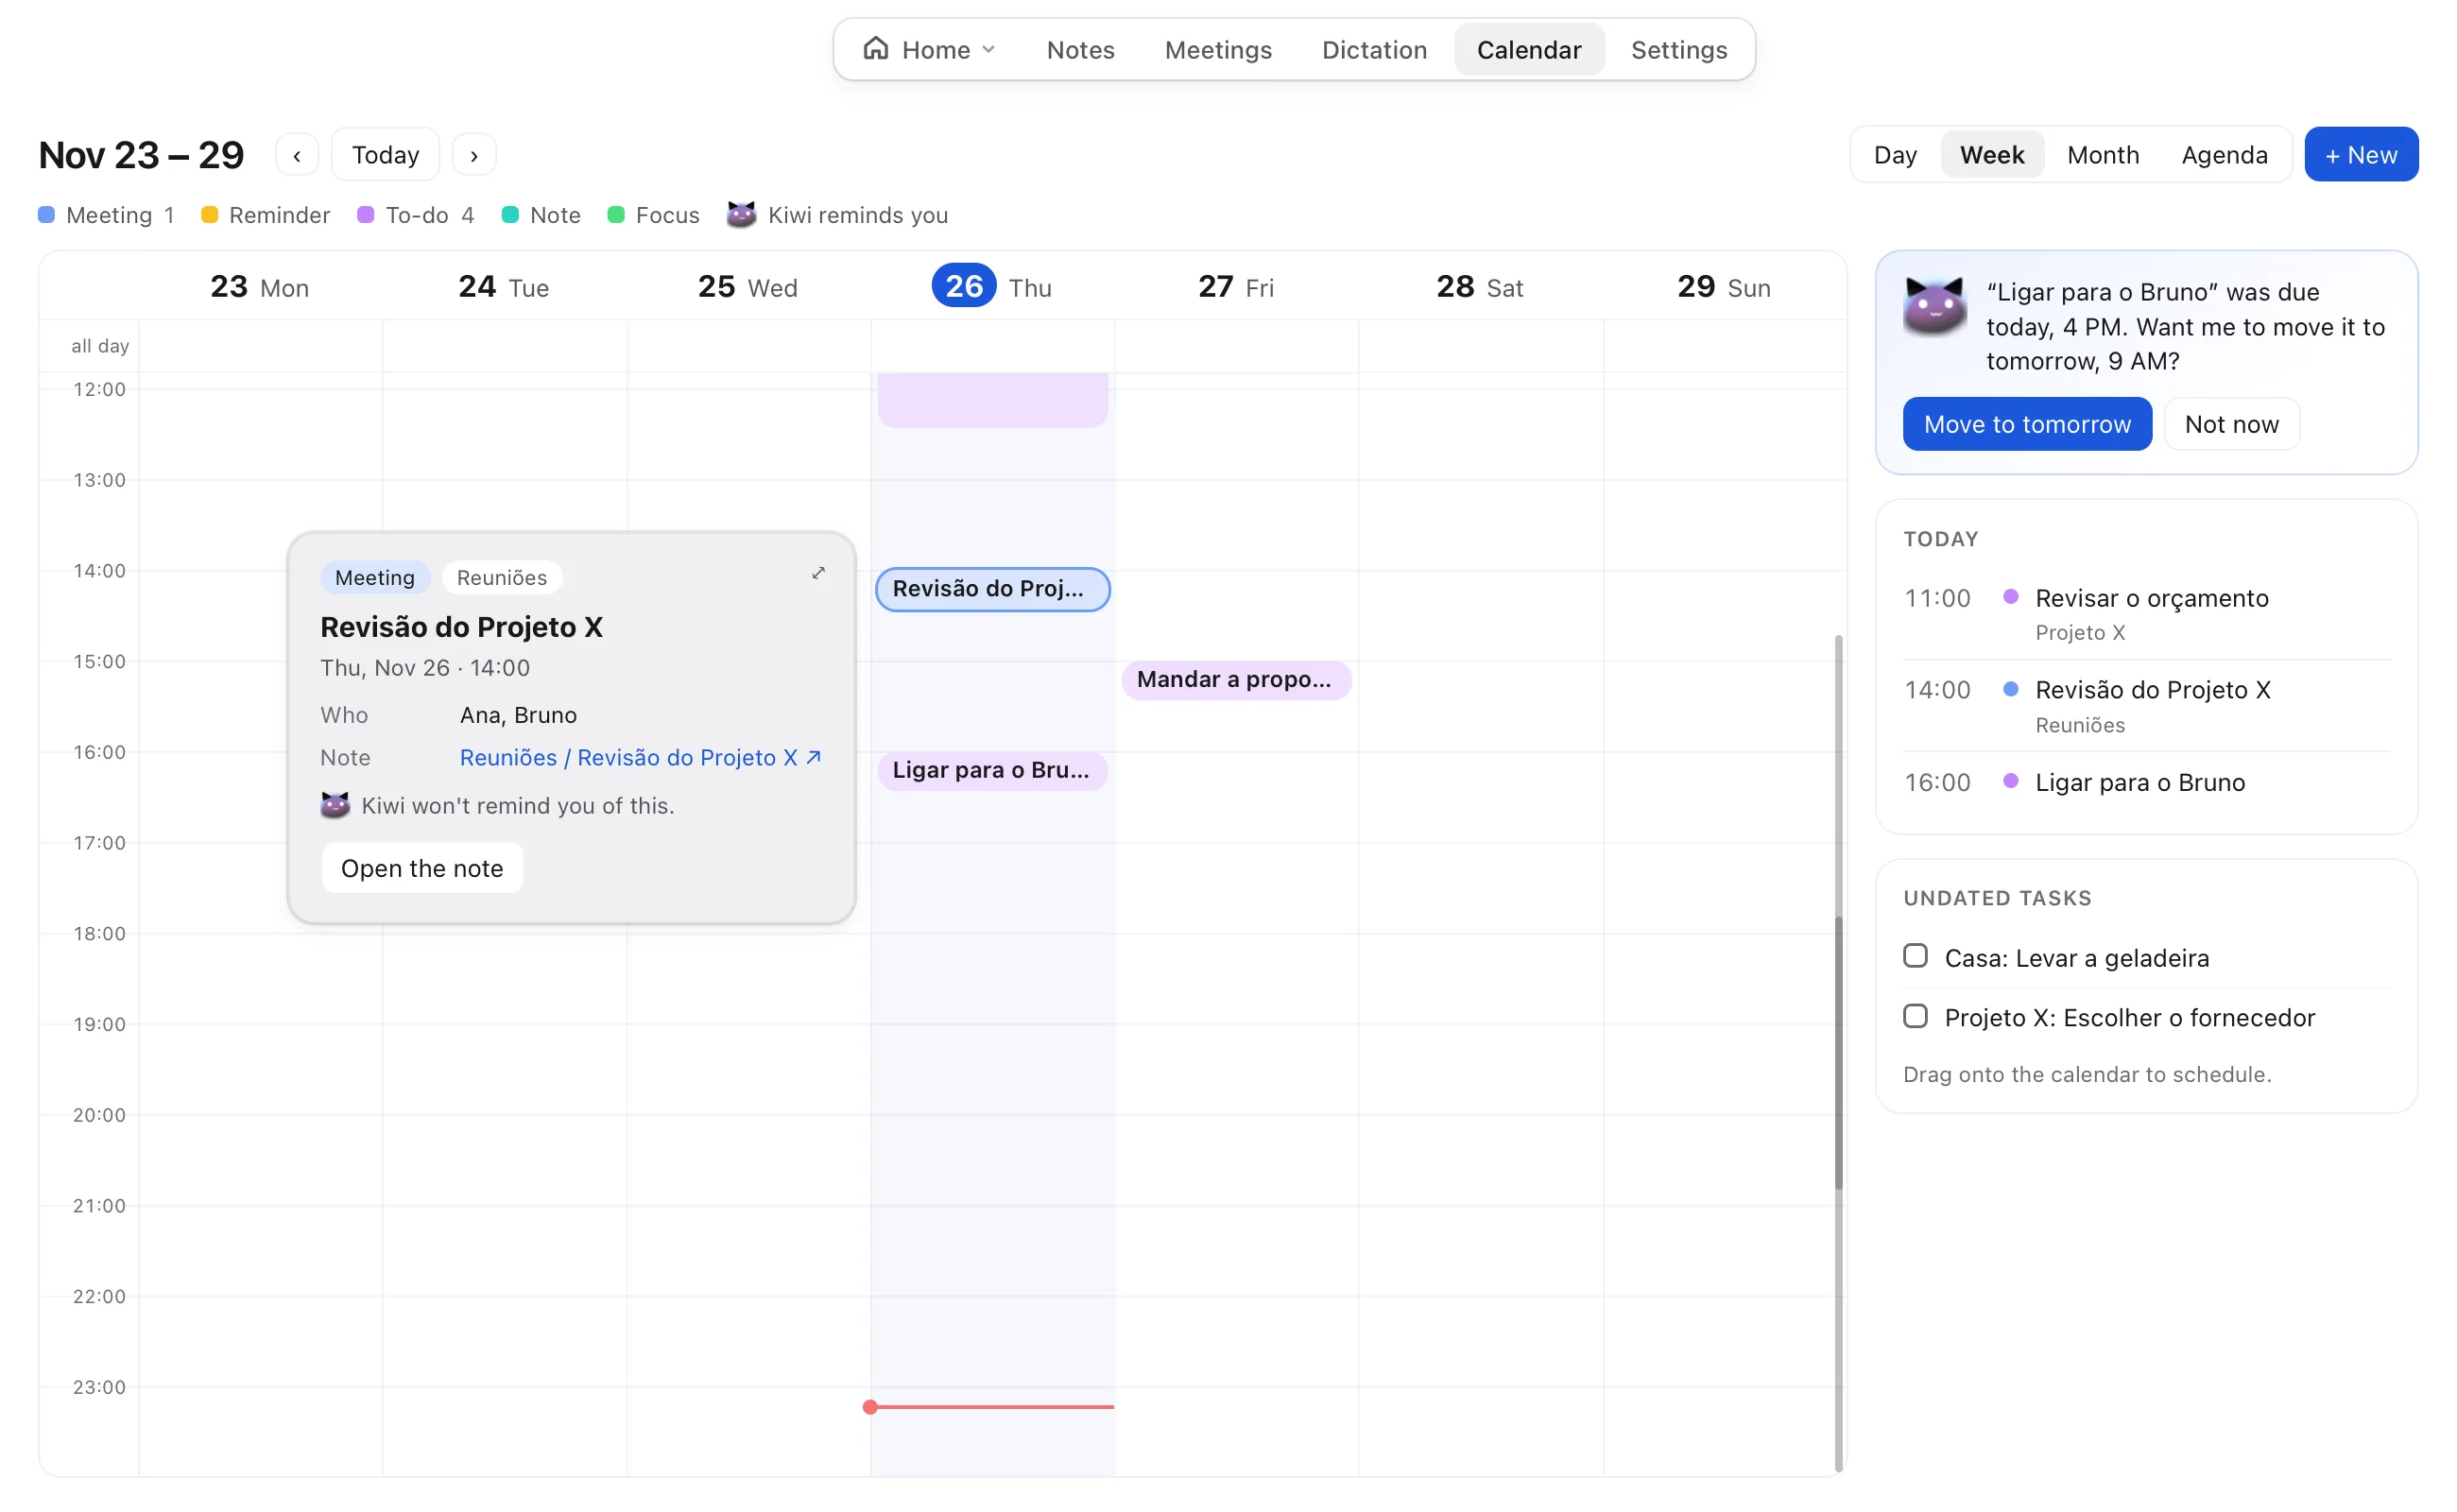 Home
Notes
Meetings
Dictation
Calendar
Settings
Nov 23 – 29
‹
Today
›
Day
Week
Month
Agenda
+ New
Meeting 1
Reminder
To-do 4
Note
Focus
Kiwi reminds you
23 Mon
24 Tue
25 Wed
26 Thu
27 Fri
28 Sat
29 Sun
all day
12:00
13:00
14:00
15:00
16:00
17:00
18:00
19:00
20:00
21:00
22:00
23:00
Revisão do Proj...
Mandar a propo...
Ligar para o Bru...
Meeting
Reuniões
Revisão do Projeto X
Thu, Nov 26 · 14:00
Who Ana, Bruno
Note Reuniões / Revisão do Projeto X ↗
Kiwi won't remind you of this.
Open the note
“Ligar para o Bruno” was due
today, 4 PM. Want me to move it to
tomorrow, 9 AM?
Move to tomorrow
Not now
TODAY
11:00 Revisar o orçamento
Projeto X
14:00 Revisão do Projeto X
Reuniões
16:00 Ligar para o Bruno
UNDATED TASKS
Casa: Levar a geladeira
Projeto X: Escolher o fornecedor
Drag onto the calendar to schedule.